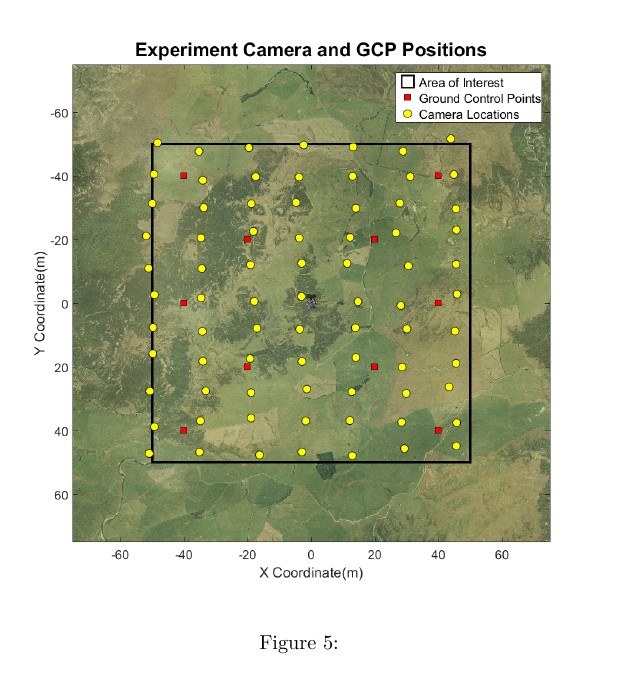 Experiment Camera and GCP Positions
Area of Interest
Ground Control Points
Camera Locations
-60
-40
-20
0
20
40
60
Y Coordinate(m)
-60 -40 -20 0 20 40 60
X Coordinate(m)
Figure 5: